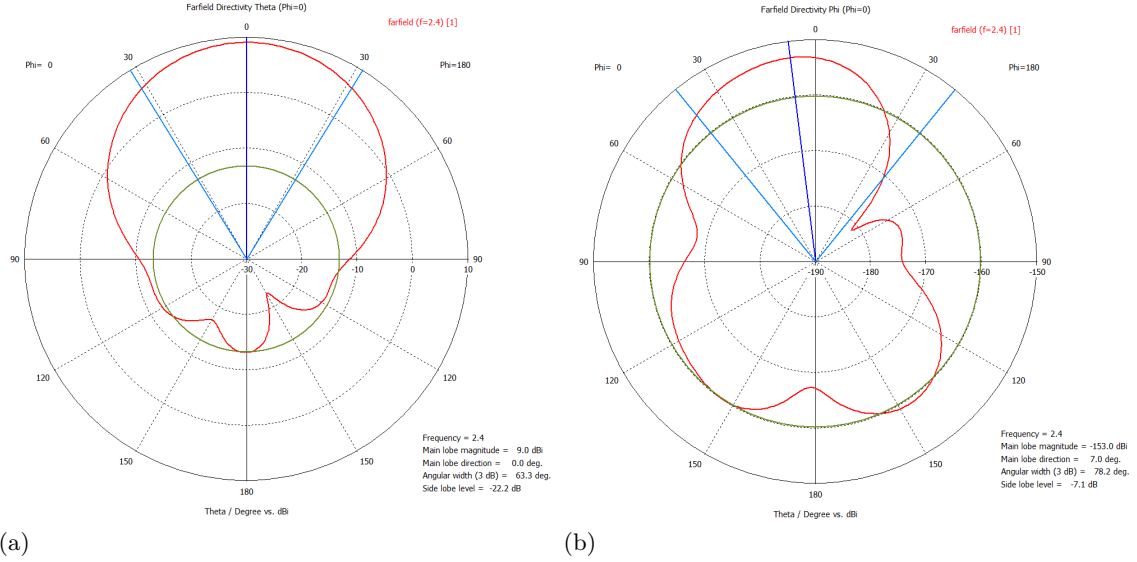 Farfield Directivity Theta (Phi=0)
farfield (f=2.4) [1]
0
30
30
Phi= 0
Phi=180
60
60
90
-30
-20
-10
0
10
90
120
120
150
150
180
Frequency = 2.4
Main lobe magnitude = 9.0 dBi
Main lobe direction = 0.0 deg.
Angular width (3 dB) = 63.3 deg.
Side lobe level = -22.2 dB
Theta / Degree vs. dBi
(a)
Farfield Directivity Phi (Phi=0)
farfield (f=2.4) [1]
0
30
30
Phi= 0
Phi=180
60
60
90
-190
-180
-170
-160
-150
90
120
120
150
150
180
Frequency = 2.4
Main lobe magnitude = -153.0 dBi
Main lobe direction = 7.0 deg.
Angular width (3 dB) = 78.2 deg.
Side lobe level = -7.1 dB
Theta / Degree vs. dBi
(b)